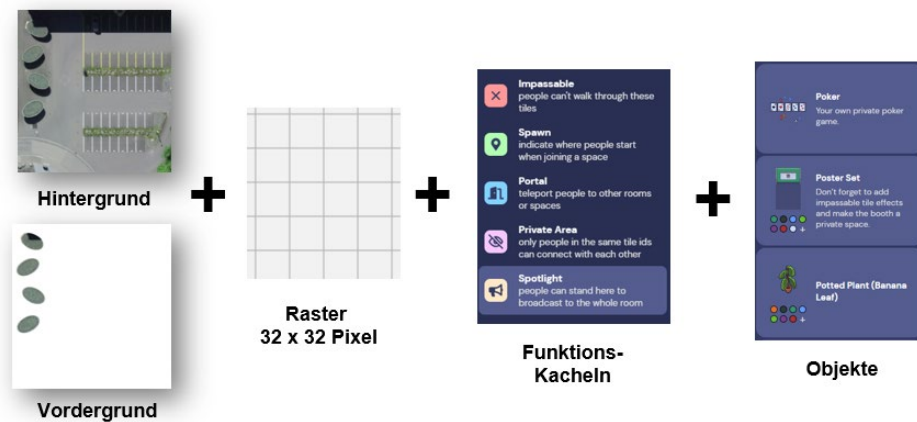 Hintergrund
Vordergrund
+
Raster
32 x 32 Pixel
+
Impassable
people can't walk through these
tiles
Spawn
indicate where people start
when joining a space
Portal
teleport people to other rooms
or spaces
Private Area
only people in the same tile ids
can connect with each other
Spotlight
people can stand here to
broadcast to the whole room
Funktions-
Kacheln
+
Poker
Your own private poker
game.
Poster Set
Don't forget to add
impassable tile effects
and make the booth a
private space.
Potted Plant (Banana
Leaf)
Objekte